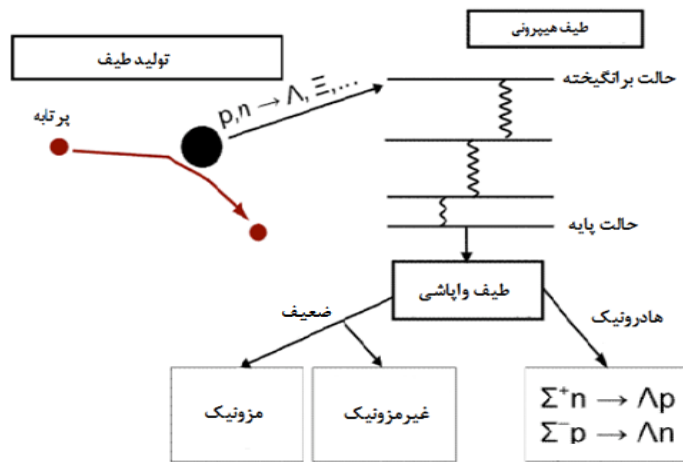 طیف هیپرونی
تولید طیف
حالت برانگیخته
p,n → Λ, Ξ,...
پرتابه
حالت پایه
طیف واپاشی
ضعیف
هادرونیک
مزونیک
غیرمزونیک
Σ⁺n → Λp
Σ⁻p → Λn